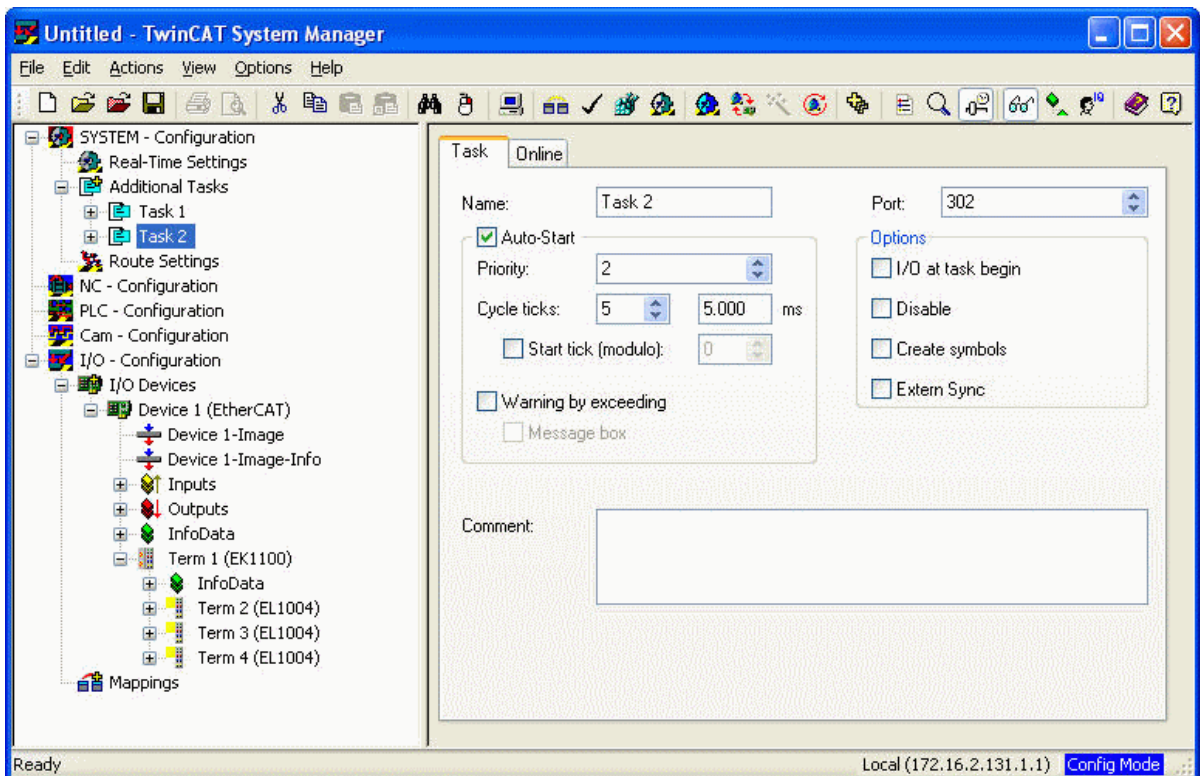 Untitled - TwinCAT System Manager
File Edit Actions View Options Help
SYSTEM - Configuration
Real-Time Settings
Additional Tasks
Task 1
Task 2
Route Settings
NC - Configuration
PLC - Configuration
Cam - Configuration
I/O - Configuration
I/O Devices
Device 1 (EtherCAT)
Device 1-Image
Device 1-Image-Info
Inputs
Outputs
InfoData
Term 1 (EK1100)
InfoData
Term 2 (EL1004)
Term 3 (EL1004)
Term 4 (EL1004)
Mappings
Task Online
Name: Task 2
Port: 302
Auto-Start
Priority: 2
Cycle ticks: 5 5.000 ms
Start tick (modulo): 0
Warning by exceeding
Message box
Options
I/O at task begin
Disable
Create symbols
Extern Sync
Comment:
Ready
Local (172.16.2.131.1.1) Config Mode